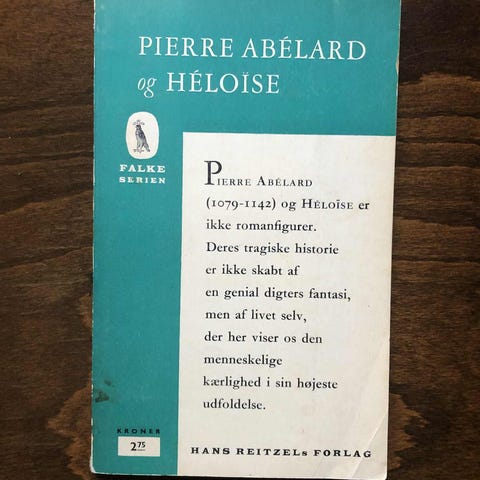 PIERRE ABÉLARD
og HÉLOÏSE
FALKE
SERIEN
PIERRE ABÉLARD
(1079-1142) og HÉLOÏSE er
ikke romanfigurer.
Deres tragiske historie
er ikke skabt af
en genial digters fantasi,
men af livet selv,
der her viser os den
menneskelige
kærlighed i sin højeste
udfoldelse.
KRONER
2 75
HANS REITZELs FORLAG